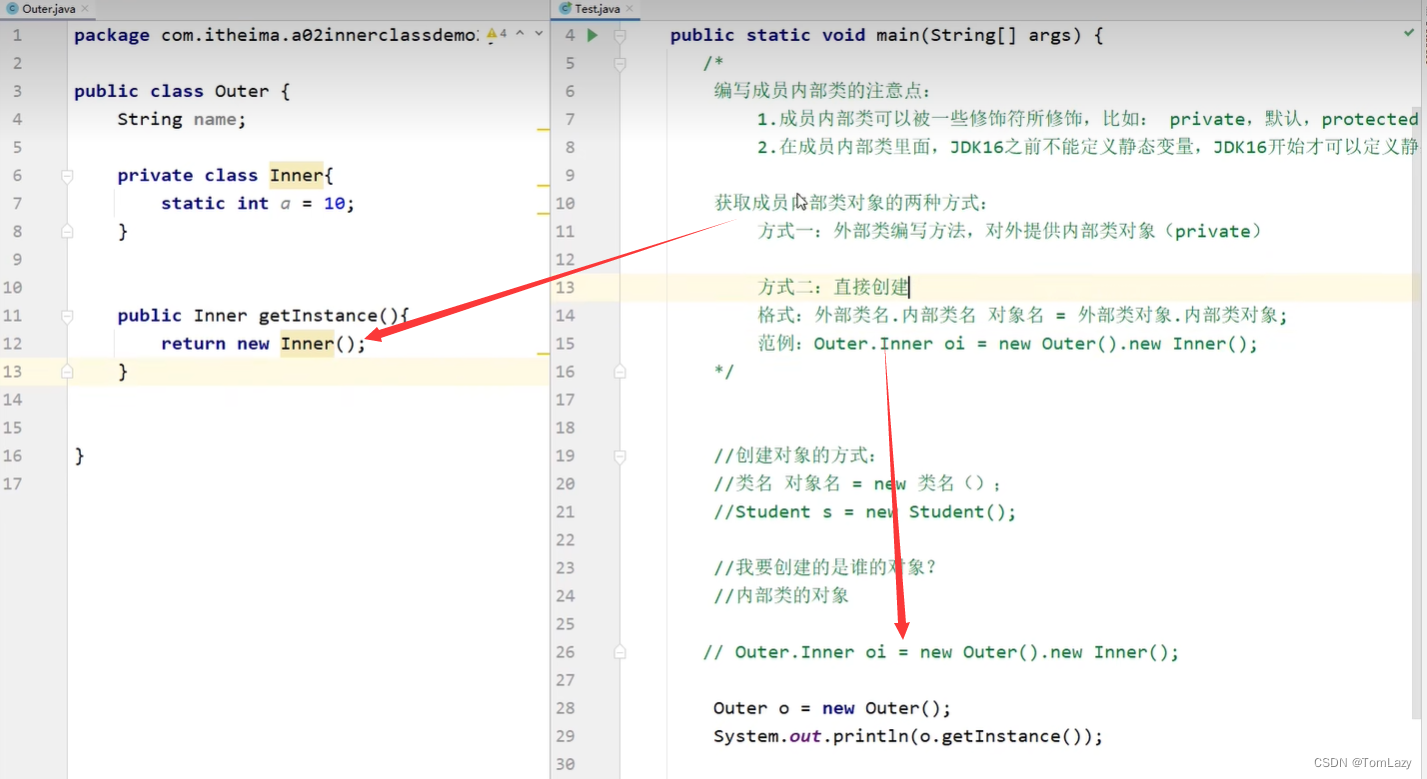 Outer.java
1 package com.itheima.a02innerclassdemo 4
2
3 public class Outer {
4 String name;
5
6 private class Inner{
7 static int a = 10;
8 }
9
10
11 public Inner getInstance(){
12 return new Inner();
13 }
14
15
16 }
17
Test.java
4 public static void main(String[] args) {
5 /*
6 编写成员内部类的注意点：
7 1.成员内部类可以被一些修饰符所修饰，比如： private，默认，protected
8 2.在成员内部类里面，JDK16之前不能定义静态变量，JDK16开始才可以定义静
9
10 获取成员内部类对象的两种方式：
11 方式一：外部类编写方法，对外提供内部类对象（private）
12
13 方式二：直接创建
14 格式：外部类名.内部类名 对象名 = 外部类对象.内部类对象;
15 范例：Outer.Inner oi = new Outer().new Inner();
16 */
17
18
19 //创建对象的方式：
20 //类名 对象名 = new 类名（）；
21 //Student s = new Student();
22
23 //我要创建的是谁的对象？
24 //内部类的对象
25
26 // Outer.Inner oi = new Outer().new Inner();
27
28 Outer o = new Outer();
29 System.out.println(o.getInstance());
30
CSDN @TomLazy